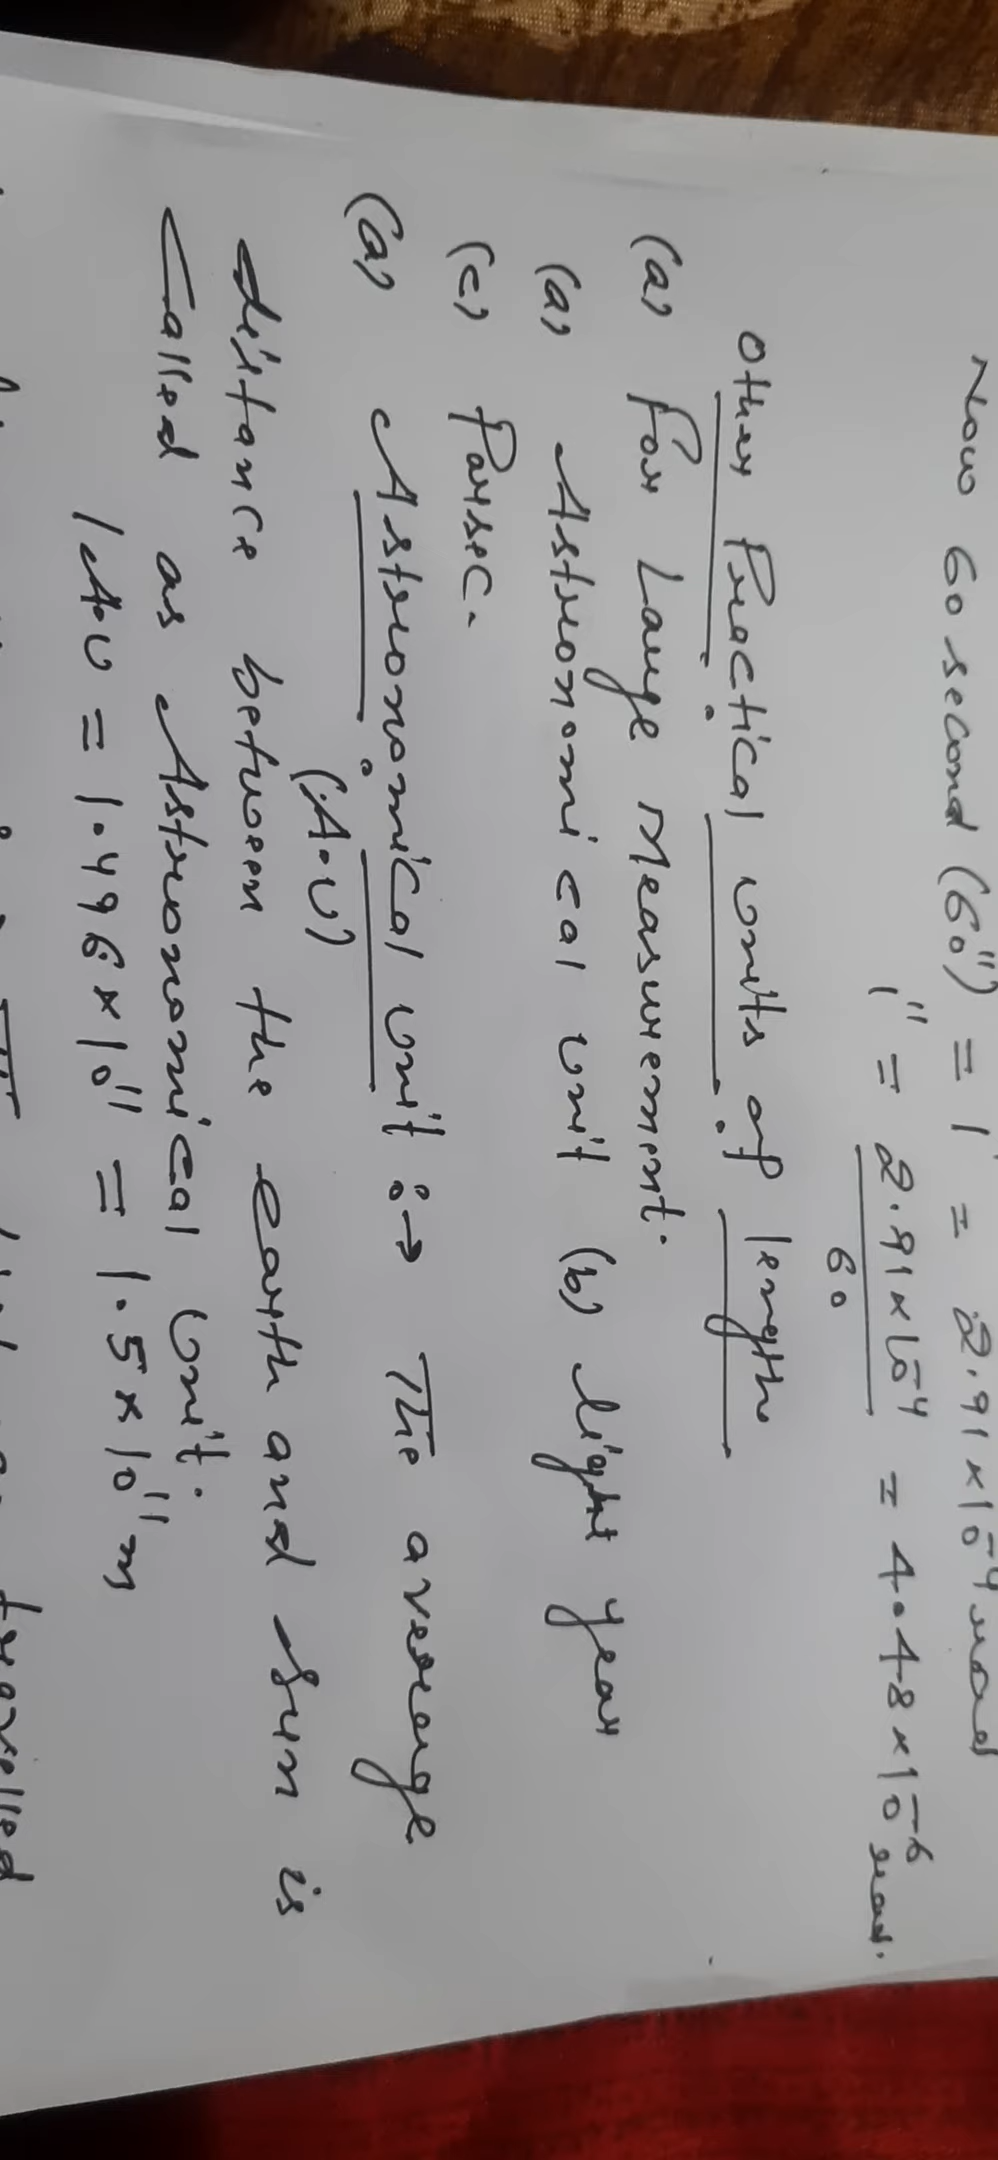 Now 60 second (60") = 1' = 2.91 × 10⁻⁴ rad
1" = 2.91×10⁻⁴ / 60 = 4.48 × 10⁻⁶ rad.
Other Practical units of length
(a) For Large measurement.
(a) Astronomical unit (b) light year
(c) Parsec.
(a) Astronomical unit :→ The average
(A.U)
distance between the earth and sun is
called as Astronomical unit.
1 A.U = 1.496 × 10¹¹ = 1.5 × 10¹¹ m
travelled